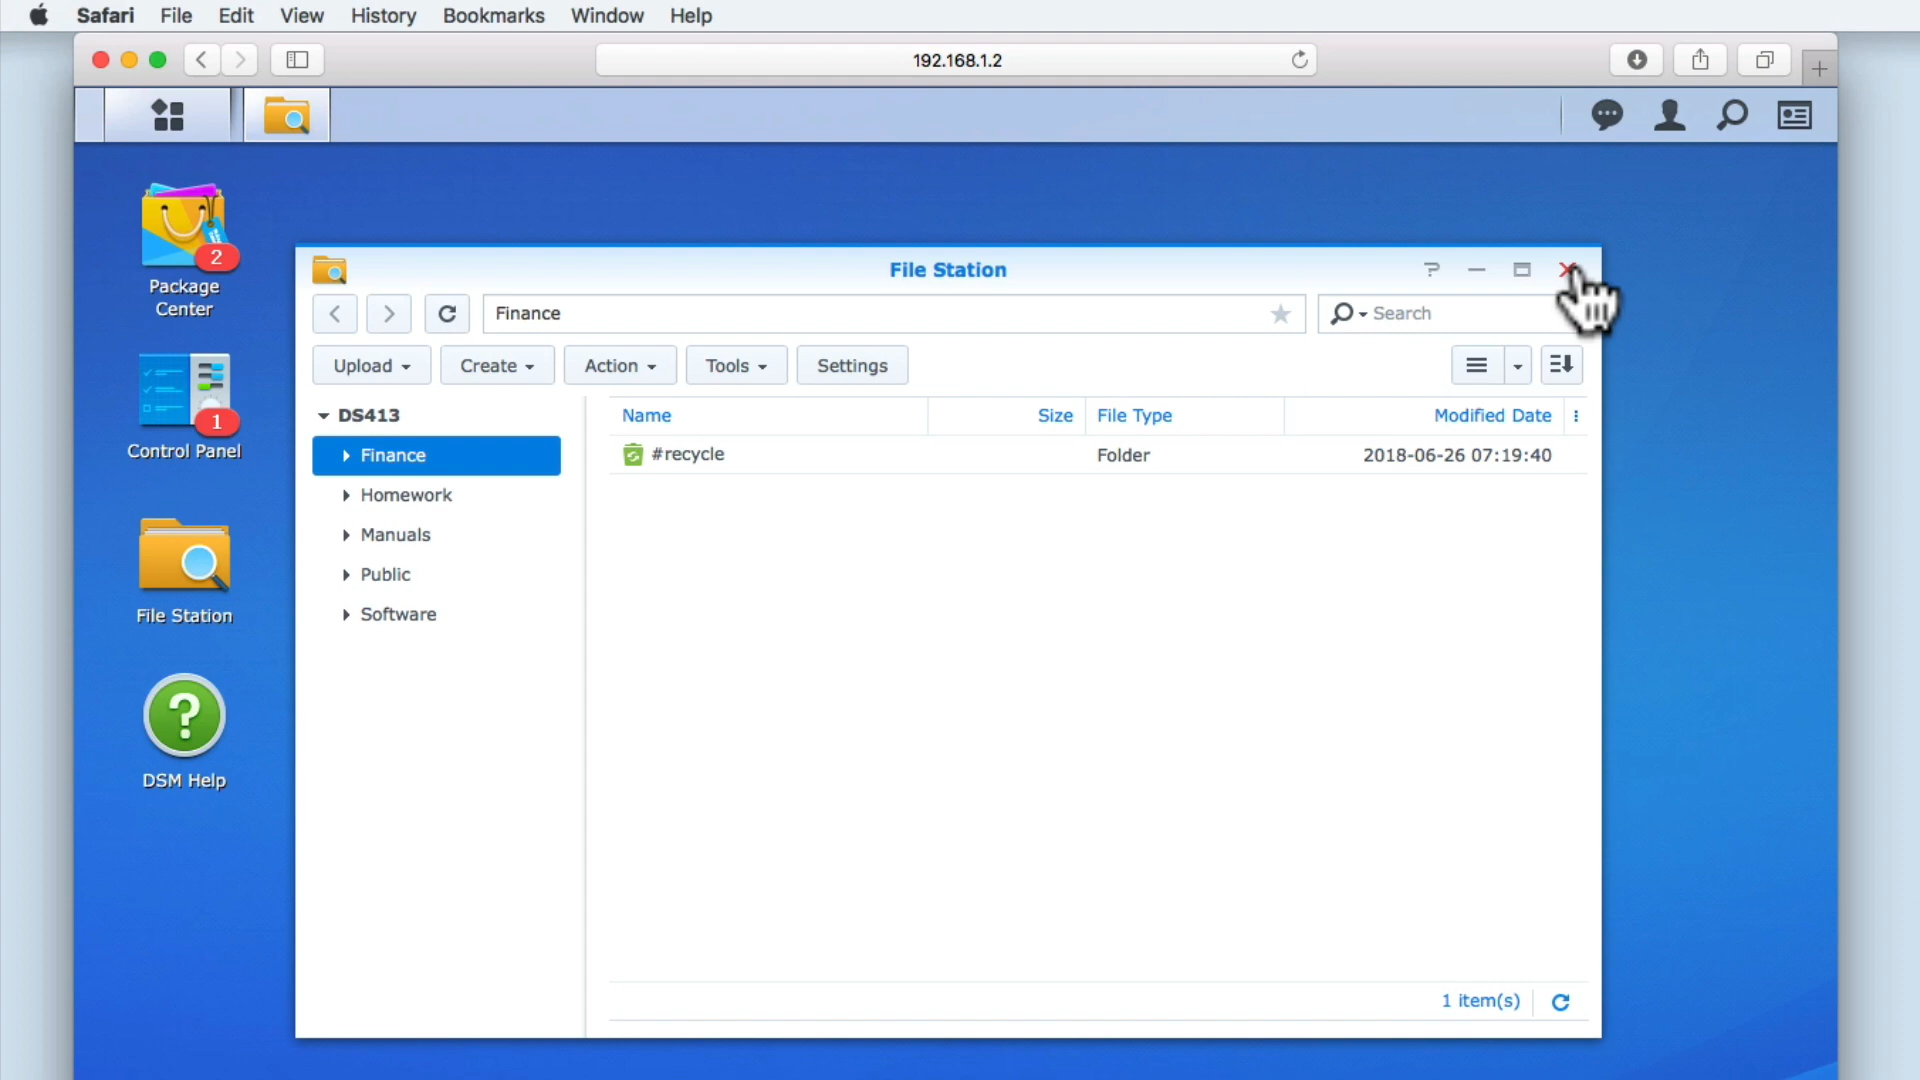 Safari File Edit View History Bookmarks Window Help
192.168.1.2
2
Package
Center
1
Control Panel
File Station
DSM Help
File Station
Finance
Search
Upload Create Action Tools Settings
DS413
Finance
Homework
Manuals
Public
Software
Name Size File Type Modified Date
#recycle Folder 2018-06-26 07:19:40
1 item(s)